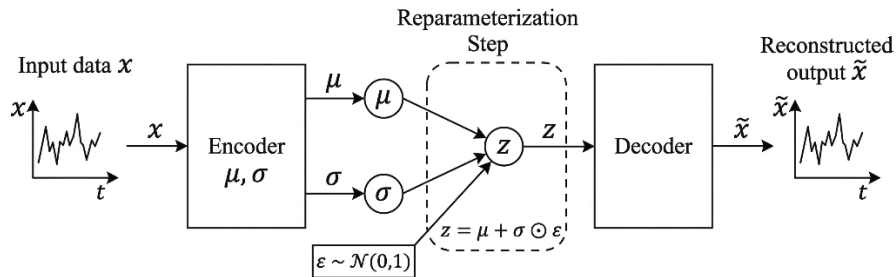 Input data x
x
t
x
Encoder
μ, σ
μ
μ
σ
σ
ε ~ 𝒩(0,1)
Reparameterization
Step
z
z = μ + σ ⊙ ε
z
Decoder
x̃
Reconstructed
output x̃
x̃
t